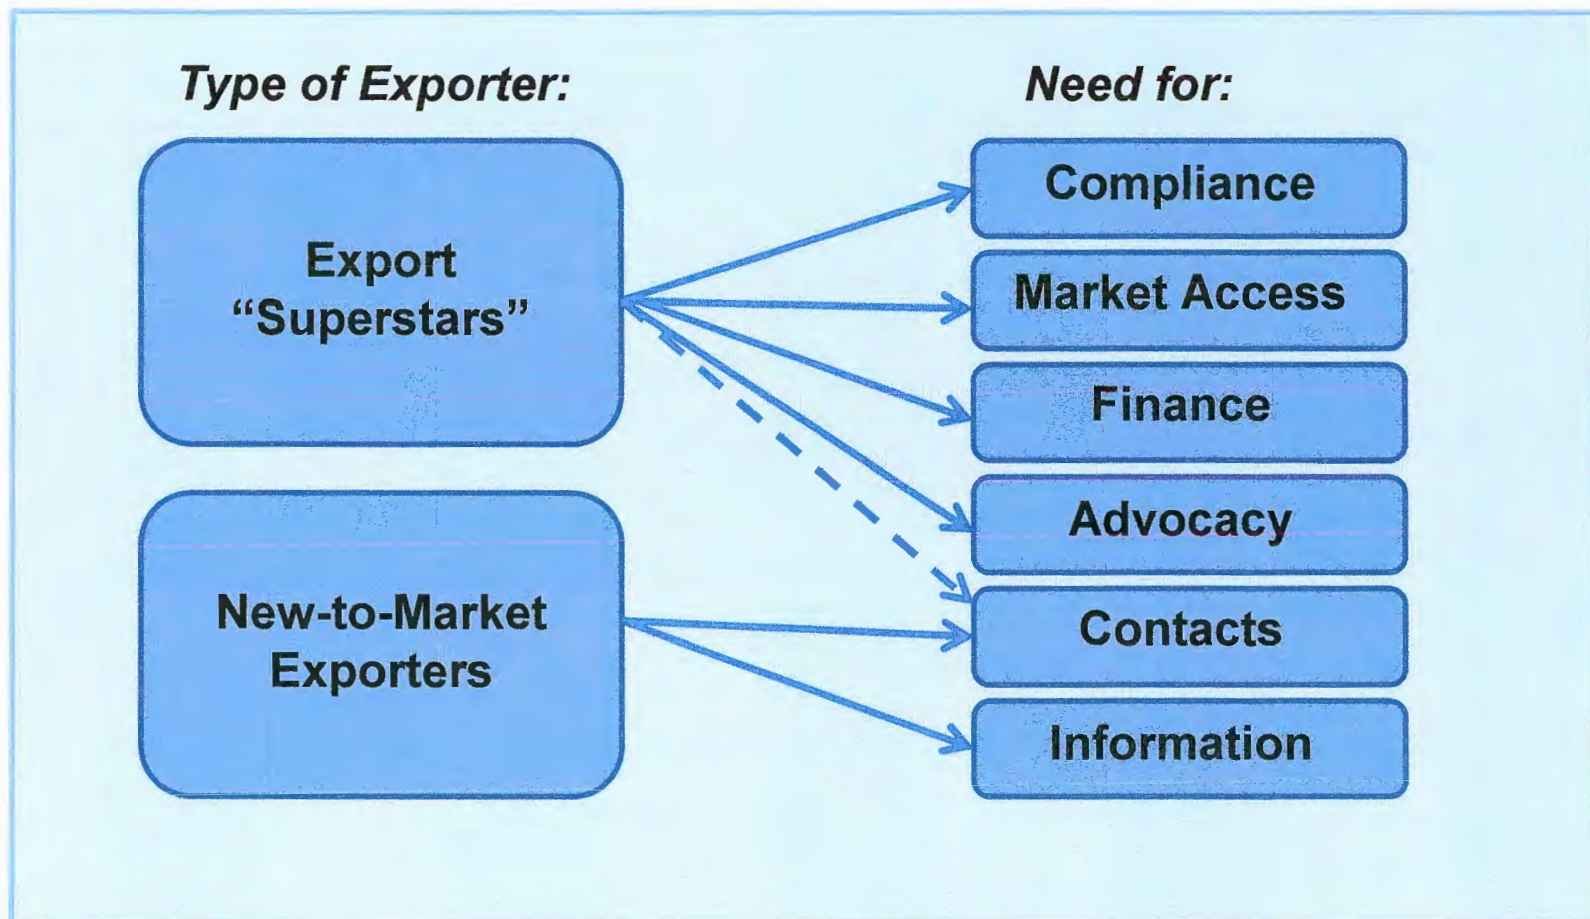 Type of Exporter:
Need for:
Export
“Superstars”
New-to-Market
Exporters
Compliance
Market Access
Finance
Advocacy
Contacts
Information